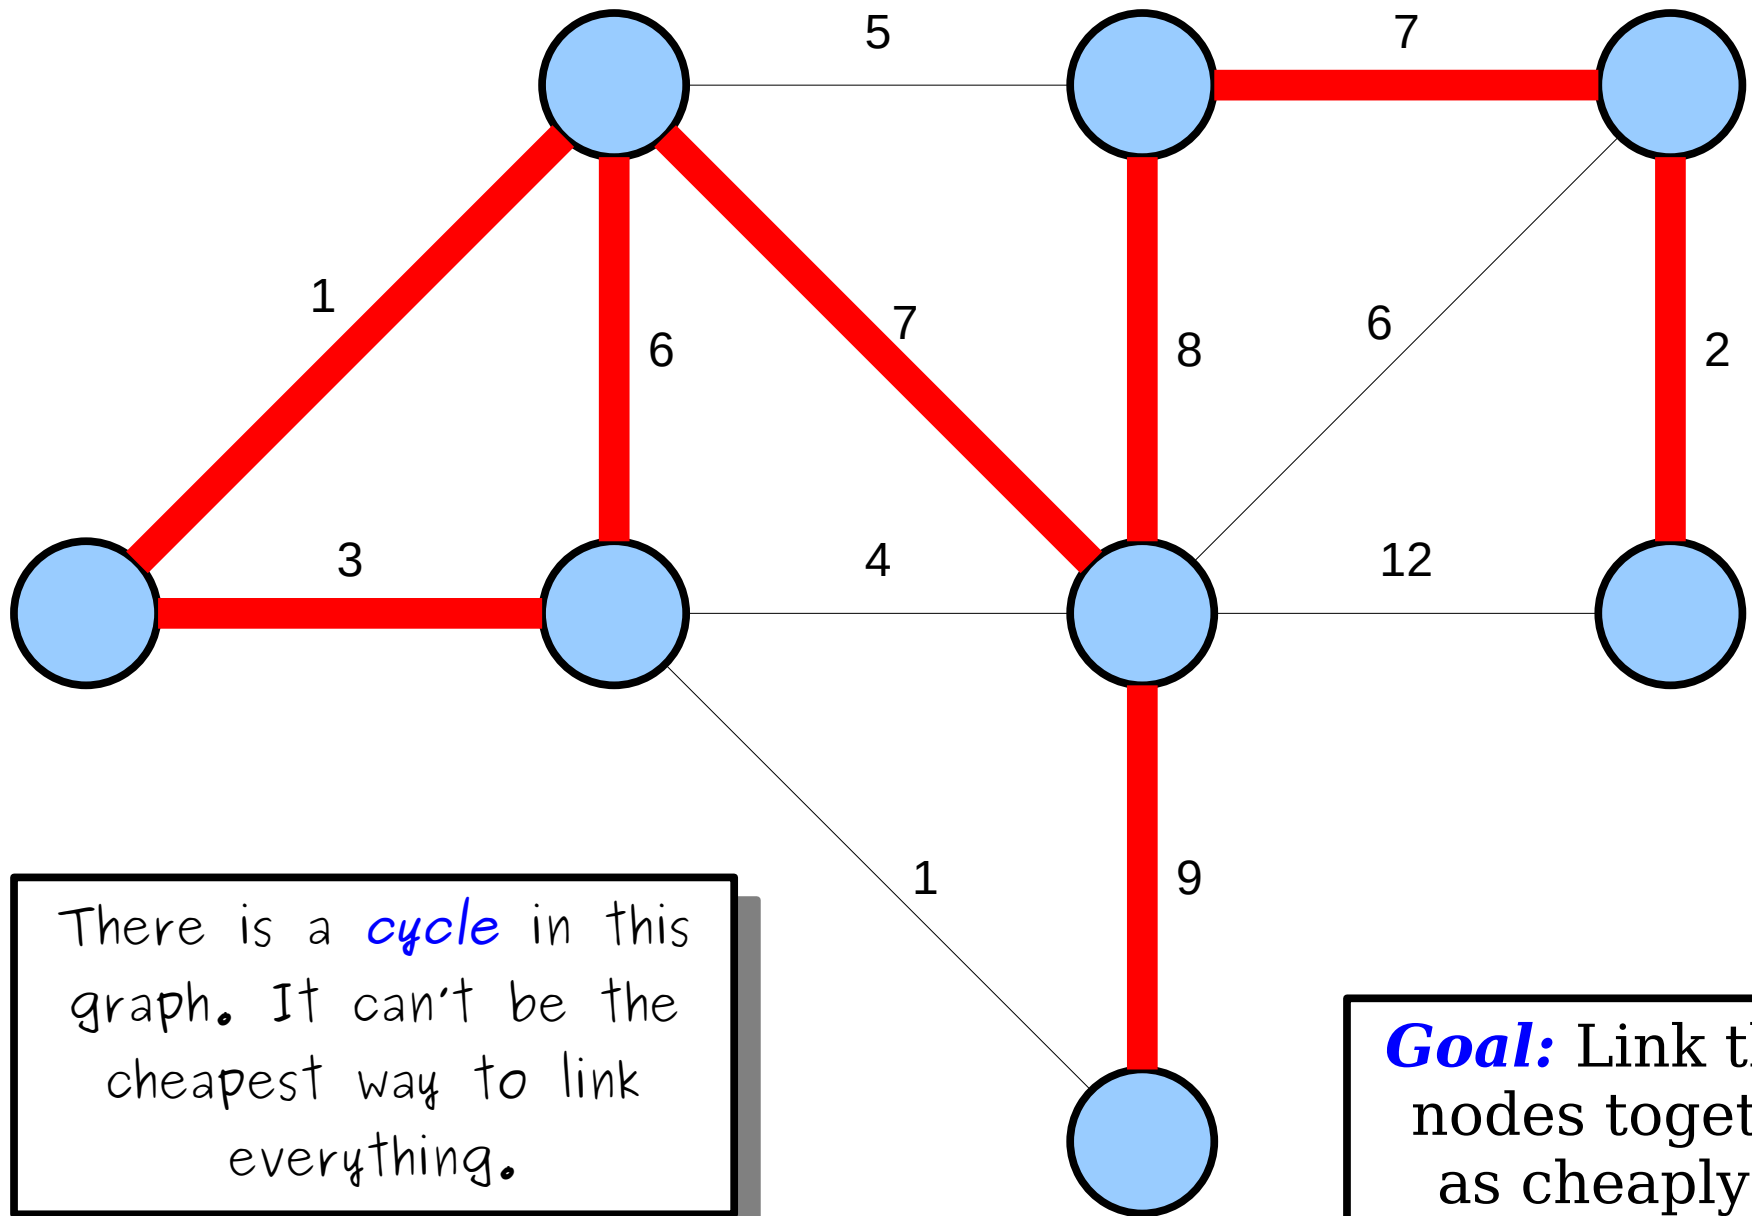 5
7
1
6
7
8
6
2
3
4
12
1
9
There is a cycle in this
graph. It can't be the
cheapest way to link
everything.
Goal: Link
nodes
as cheaply